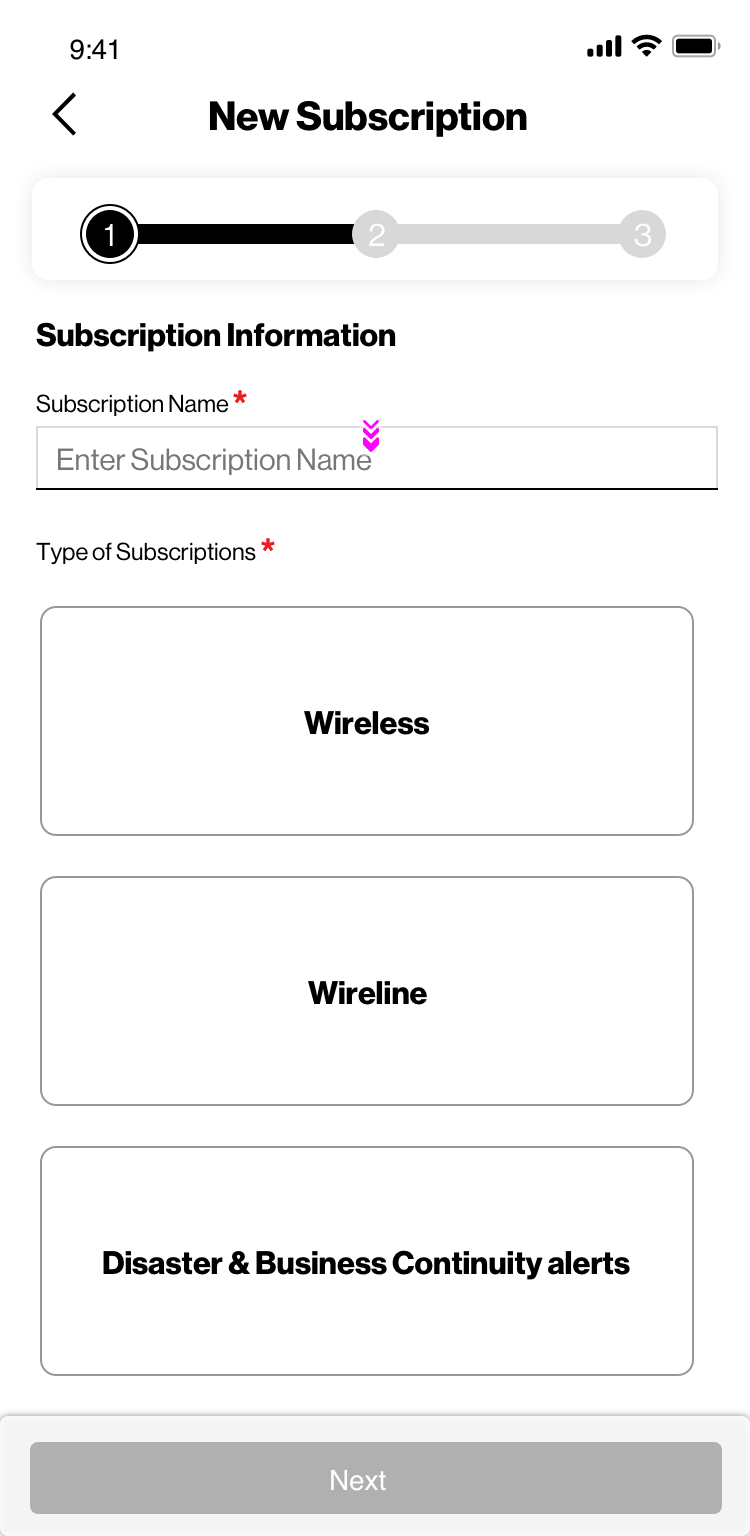 9:41
New Subscription
1 2 3
Subscription Information
Subscription Name *
Enter Subscription Name
Type of Subscriptions *
Wireless
Wireline
Disaster & Business Continuity alerts
Next